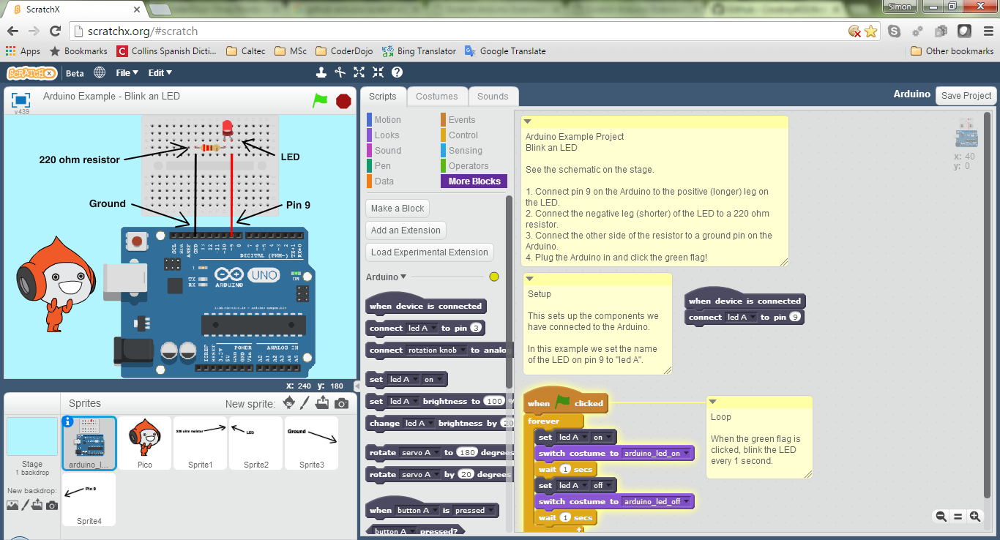 ScratchX
Simon
scratchx.org/#scratch
Apps
Bookmarks
Collins Spanish Dicti...
Caltec
MSc
CoderDojo
Bing Translator
Google Translate
Other bookmarks
SCRATCHX
Beta
File
Edit
Arduino Example - Blink an LED
v439
220 ohm resistor
LED
Ground
Pin 9
DIGITAL (PWM~)
TX
RX
ARDUINO
UNO
ON
POWER
ANALOG IN
x: 240 y: 180
Sprites
New sprite:
Stage
1 backdrop
New backdrop:
arduino_l...
Pico
220 ohm resistor
Sprite1
LED
Sprite2
Ground
Sprite3
Pin 9
Sprite4
Scripts
Costumes
Sounds
Arduino
Save Project
Motion
Looks
Sound
Pen
Data
Events
Control
Sensing
Operators
More Blocks
Make a Block
Add an Extension
Load Experimental Extension
Arduino
when device is connected
connect led A to pin 3
connect rotation knob to analo
set led A on
set led A brightness to 100 %
change led A brightness by 20
rotate servo A to 180 degrees
rotate servo A by 20 degrees
when button A is pressed
button A pressed?
Arduino Example Project
Blink an LED
See the schematic on the stage.
1. Connect pin 9 on the Arduino to the positive (longer) leg on
the LED.
2. Connect the negative leg (shorter) of the LED to a 220 ohm
resistor.
3. Connect the other side of the resistor to a ground pin on the
Arduino.
4. Plug the Arduino in and click the green flag!
x: 40
y: 0
Setup
This sets up the components we
have connected to the Arduino.
In this example we set the name
of the LED on pin 9 to "led A".
when device is connected
connect led A to pin 9
when clicked
forever
set led A on
switch costume to arduino_led_on
wait 1 secs
set led A off
switch costume to arduino_led_off
wait 1 secs
Loop
When the green flag is
clicked, blink the LED
every 1 second.